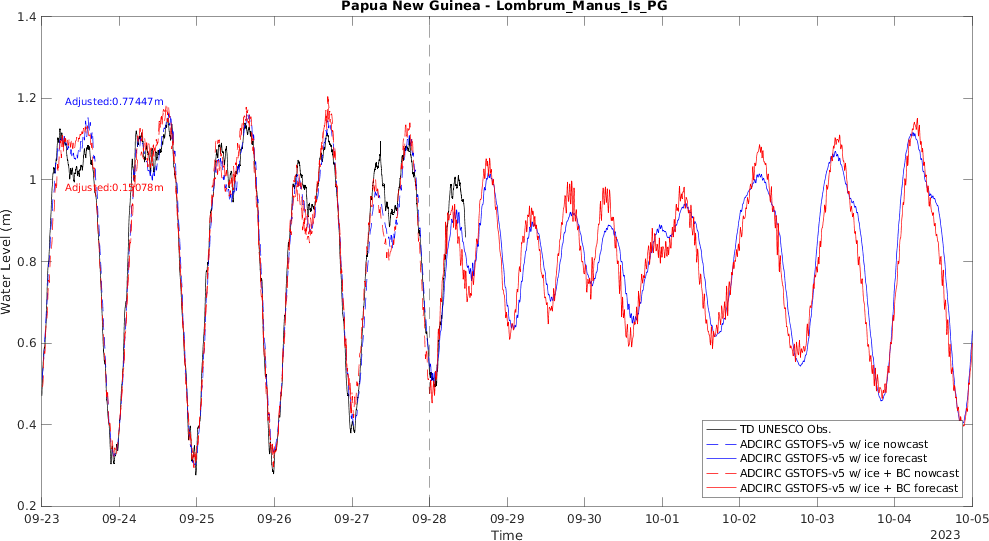 Papua New Guinea - Lombrum_Manus_Is_PG
1.4
1.2
1
0.8
0.6
0.4
0.2
Water Level (m)
Adjusted:0.77447m
Adjusted:0.15078m
TD UNESCO Obs.
ADCIRC GSTOFS-v5 w/ ice nowcast
ADCIRC GSTOFS-v5 w/ ice forecast
ADCIRC GSTOFS-v5 w/ ice + BC nowcast
ADCIRC GSTOFS-v5 w/ ice + BC forecast
09-23 09-24 09-25 09-26 09-27 09-28 09-29 09-30 10-01 10-02 10-03 10-04 10-05
Time
2023